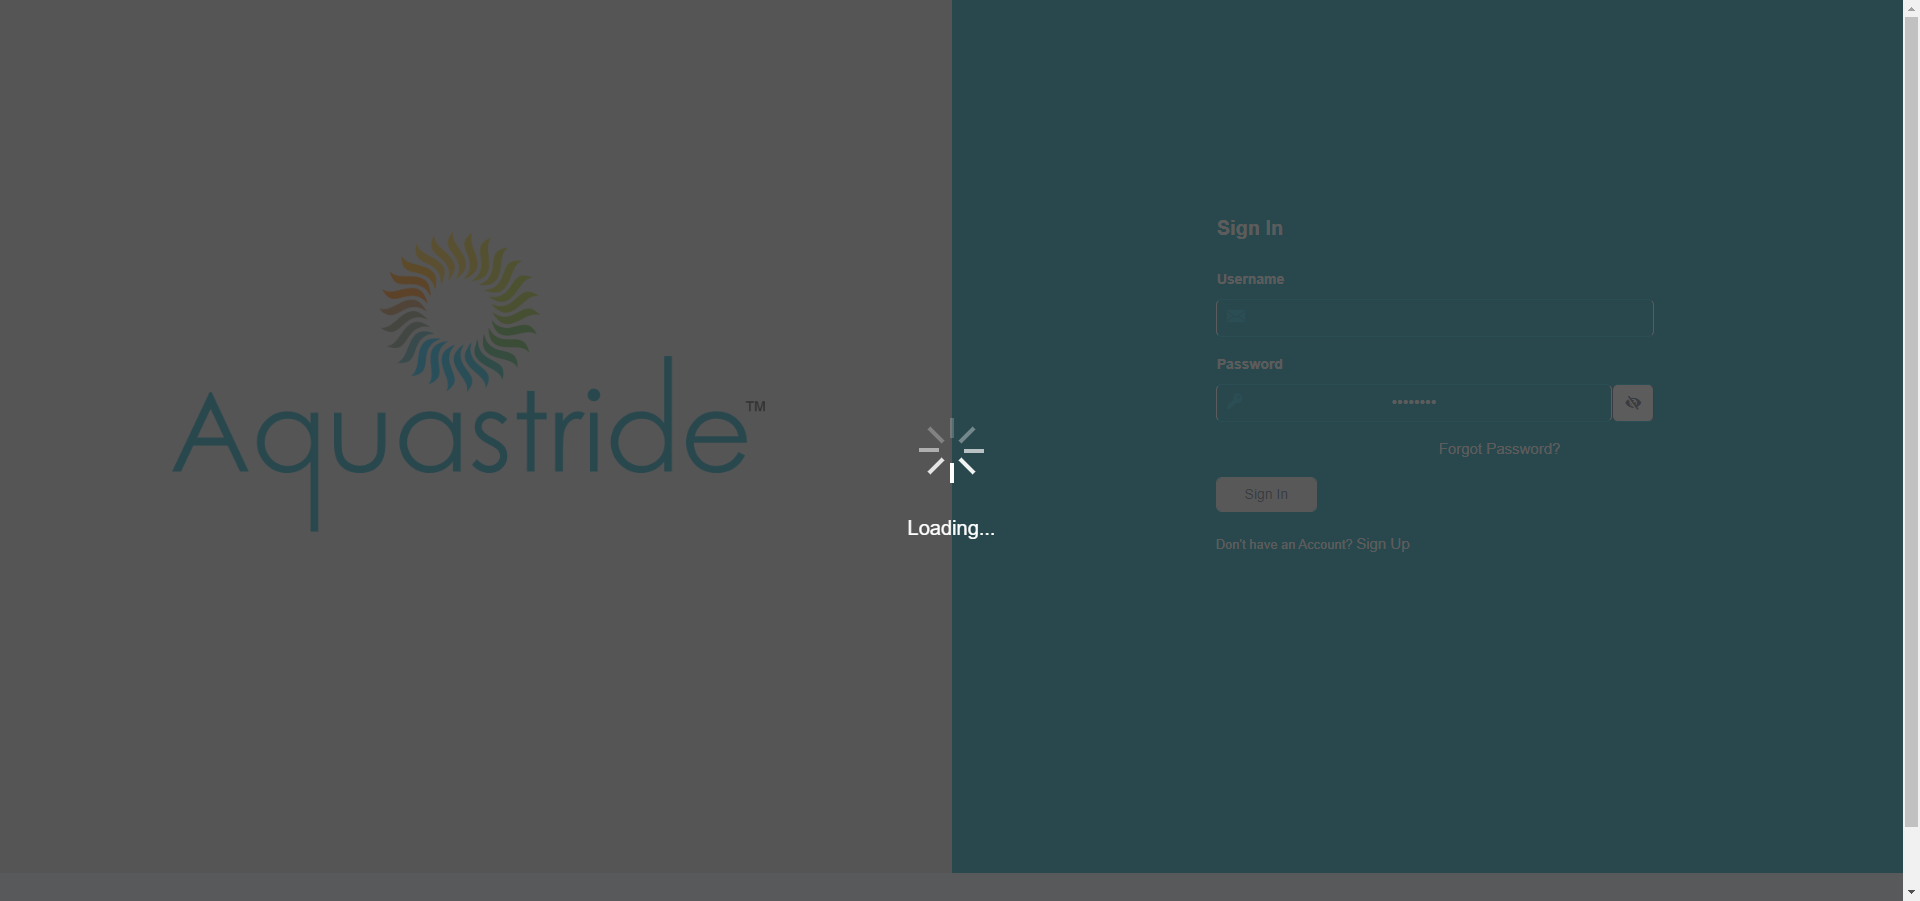 Aquastride™
Sign In
Username
Password
••••••••
Forgot Password?
Sign In
Don't have an Account? Sign Up
Loading...